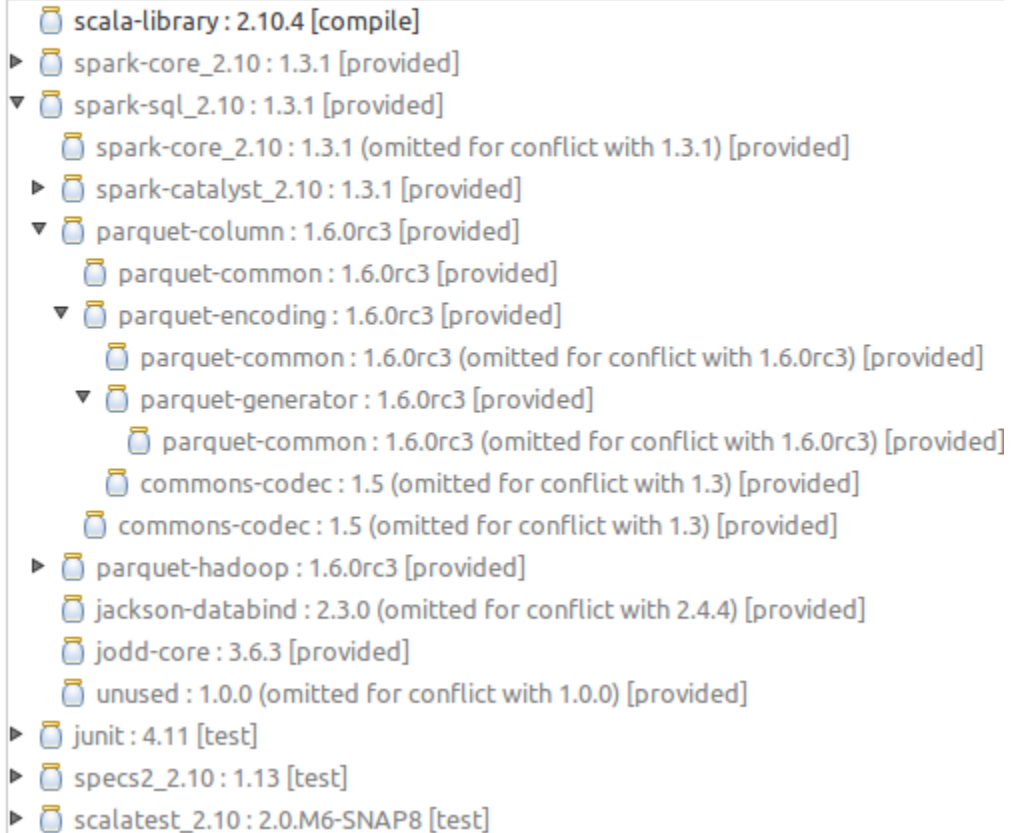 scala-library : 2.10.4 [compile]
spark-core_2.10 : 1.3.1 [provided]
spark-sql_2.10 : 1.3.1 [provided]
spark-core_2.10 : 1.3.1 (omitted for conflict with 1.3.1) [provided]
spark-catalyst_2.10 : 1.3.1 [provided]
parquet-column : 1.6.0rc3 [provided]
parquet-common : 1.6.0rc3 [provided]
parquet-encoding : 1.6.0rc3 [provided]
parquet-common : 1.6.0rc3 (omitted for conflict with 1.6.0rc3) [provided]
parquet-generator : 1.6.0rc3 [provided]
parquet-common : 1.6.0rc3 (omitted for conflict with 1.6.0rc3) [provided]
commons-codec : 1.5 (omitted for conflict with 1.3) [provided]
commons-codec : 1.5 (omitted for conflict with 1.3) [provided]
parquet-hadoop : 1.6.0rc3 [provided]
jackson-databind : 2.3.0 (omitted for conflict with 2.4.4) [provided]
jodd-core : 3.6.3 [provided]
unused : 1.0.0 (omitted for conflict with 1.0.0) [provided]
junit : 4.11 [test]
specs2_2.10 : 1.13 [test]
scalatest_2.10 : 2.0.M6-SNAP8 [test]